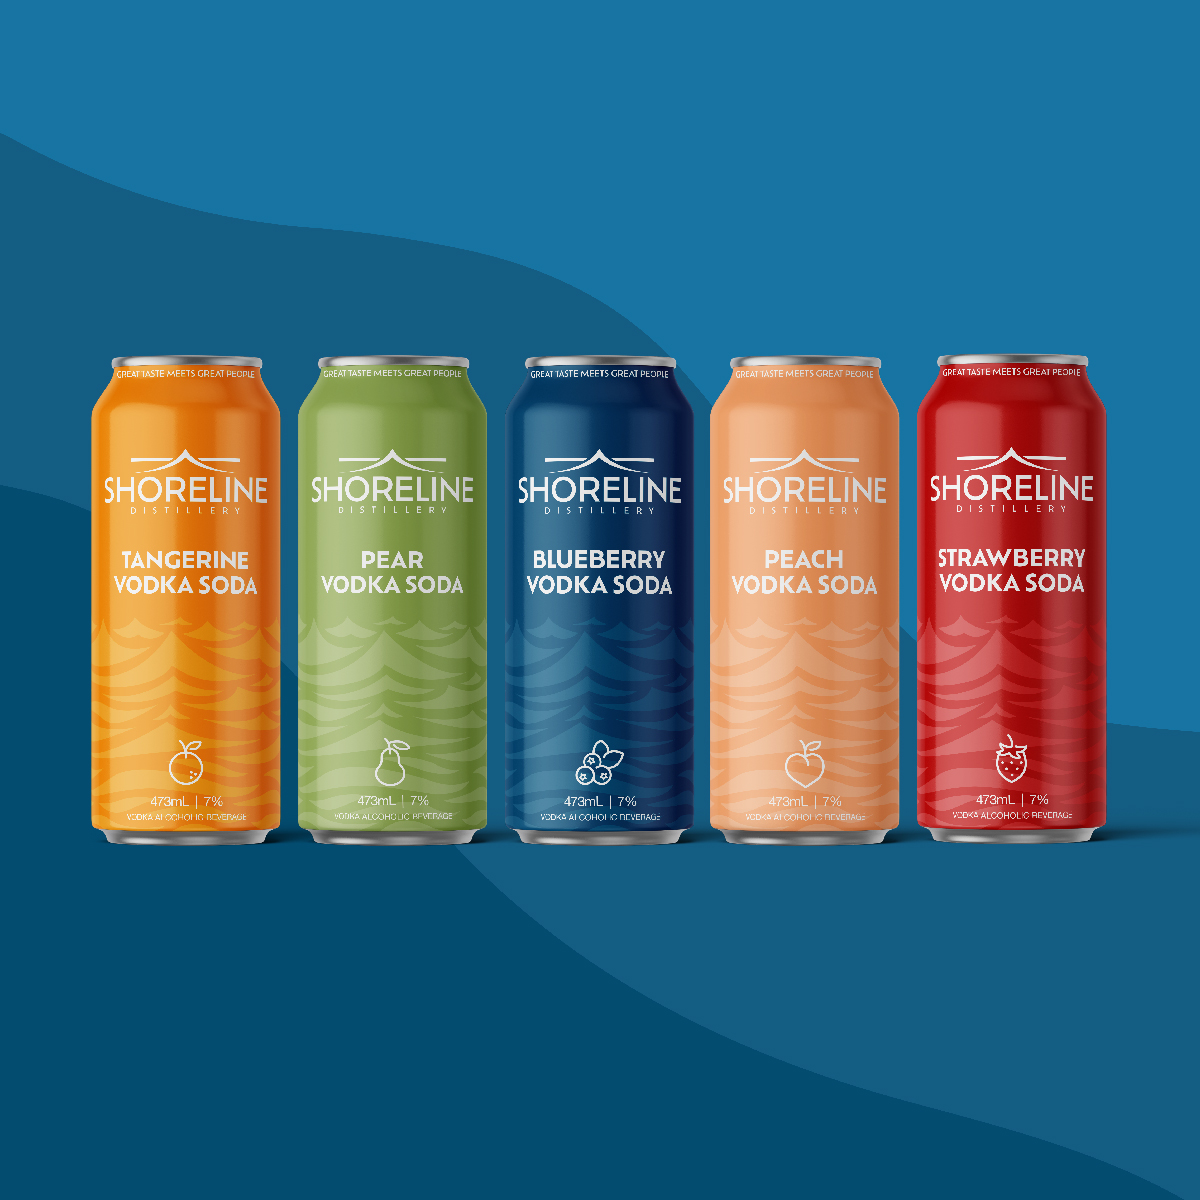 GREAT TASTE MEETS GREAT PEOPLE
SHORELINE
DISTILLERY
TANGERINE
VODKA SODA
473mL | 7%
VODKA ALCOHOLIC BEVERAGE
GREAT TASTE MEETS GREAT PEOPLE
SHORELINE
DISTILLERY
PEAR
VODKA SODA
473mL | 7%
VODKA ALCOHOLIC BEVERAGE
GREAT TASTE MEETS GREAT PEOPLE
SHORELINE
DISTILLERY
BLUEBERRY
VODKA SODA
473mL | 7%
VODKA ALCOHOLIC BEVERAGE
GREAT TASTE MEETS GREAT PEOPLE
SHORELINE
DISTILLERY
PEACH
VODKA SODA
473mL | 7%
VODKA ALCOHOLIC BEVERAGE
GREAT TASTE MEETS GREAT PEOPLE
SHORELINE
DISTILLERY
STRAWBERRY
VODKA SODA
473mL | 7%
VODKA ALCOHOLIC BEVERAGE